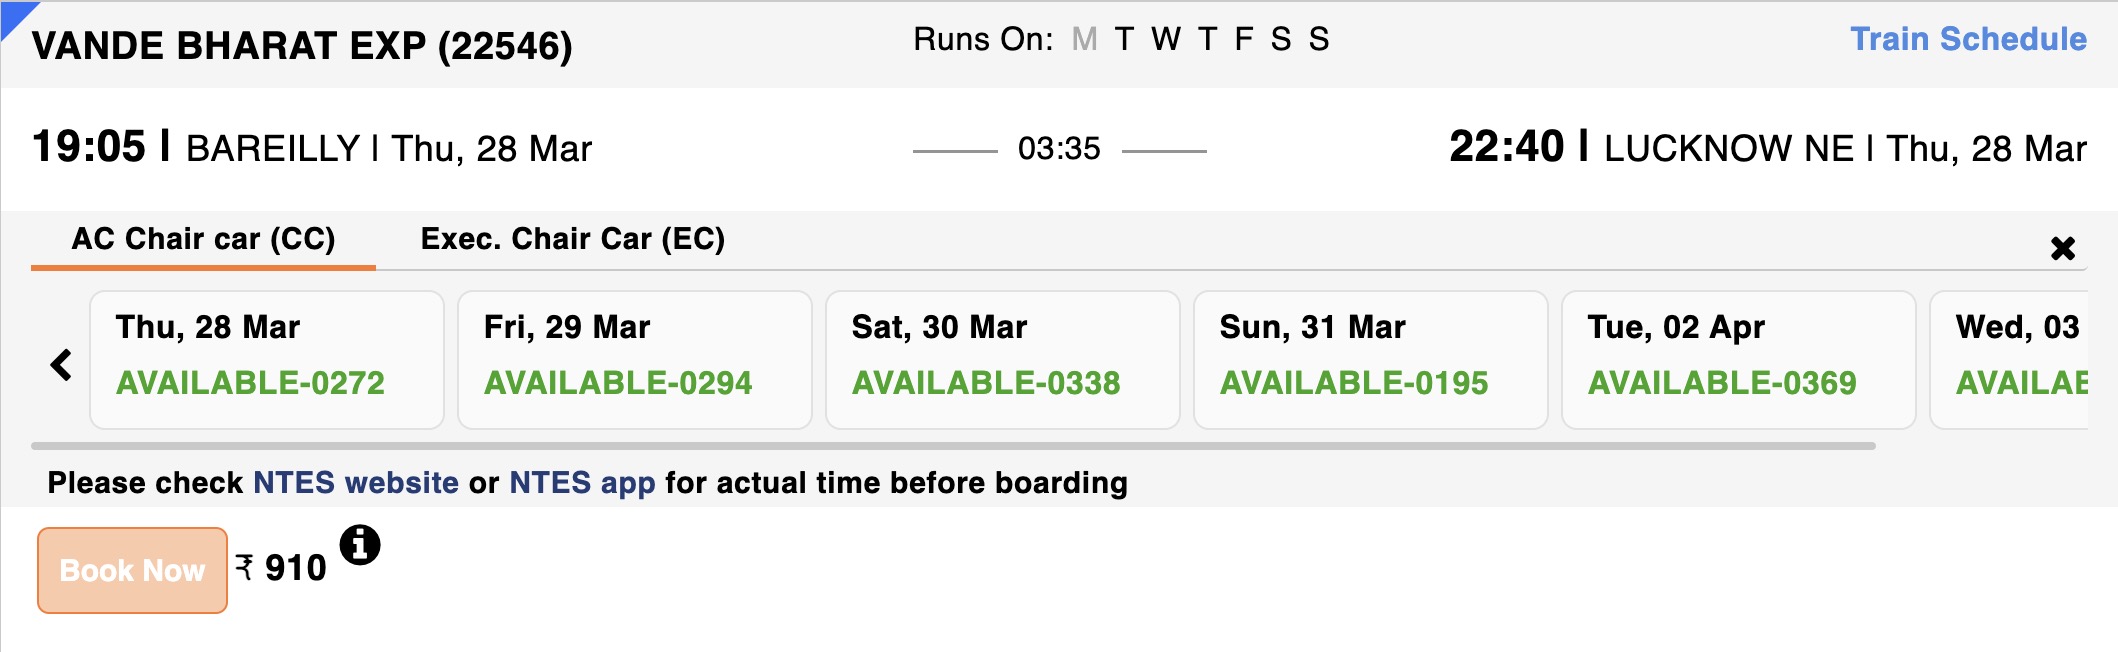 VANDE BHARAT EXP (22546) Runs On: M T W T F S S Train Schedule
19:05 | BAREILLY | Thu, 28 Mar 03:35 22:40 | LUCKNOW NE | Thu, 28 Mar
AC Chair car (CC) Exec. Chair Car (EC)
Thu, 28 Mar Fri, 29 Mar Sat, 30 Mar Sun, 31 Mar Tue, 02 Apr Wed, 03
AVAILABLE-0272 AVAILABLE-0294 AVAILABLE-0338 AVAILABLE-0195 AVAILABLE-0369 AVAILAB
Please check NTES website or NTES app for actual time before boarding
Book Now ₹ 910